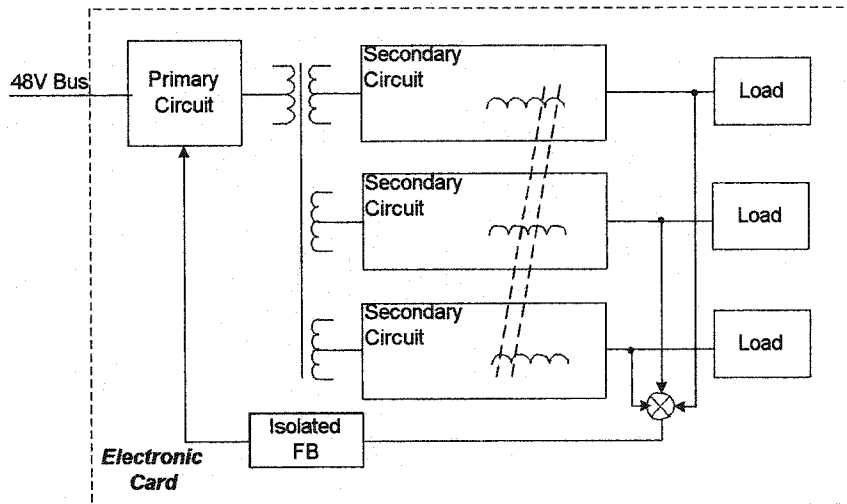 48V Bus
Primary
Circuit
Secondary
Circuit
Load
Secondary
Circuit
Load
Secondary
Circuit
Load
Isolated
FB
Electronic
Card